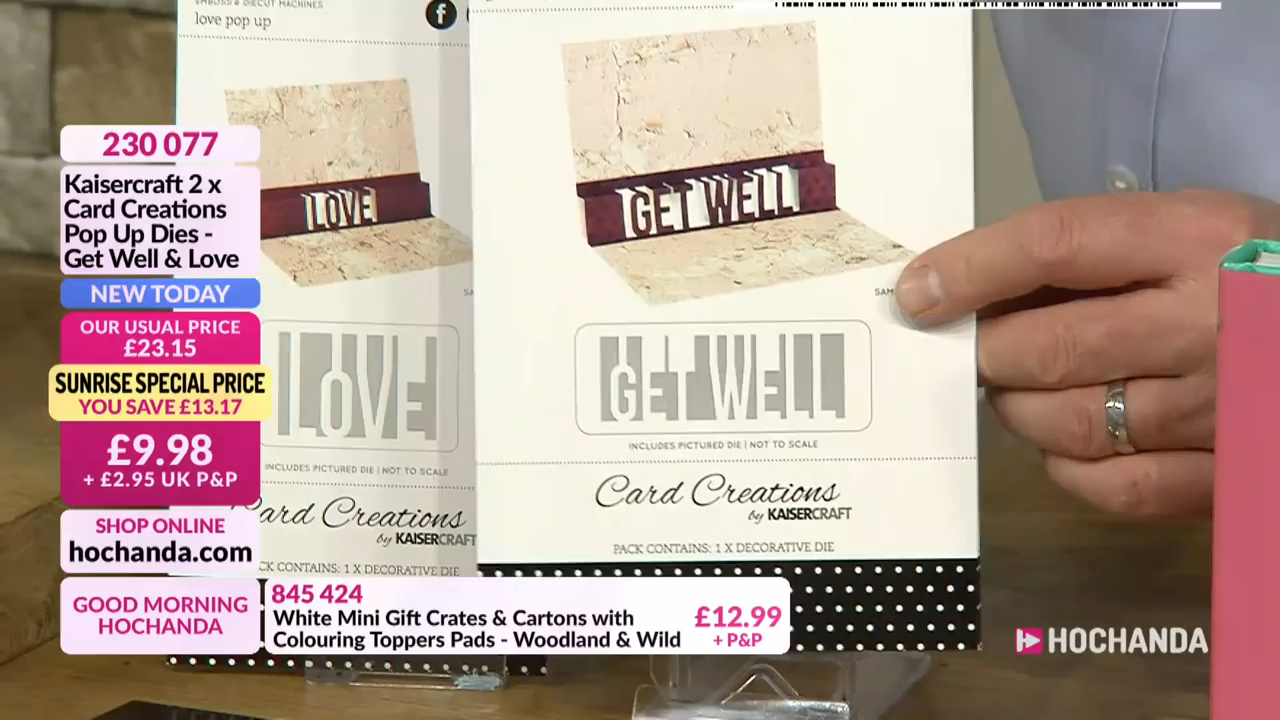 EMBOSS & DIECUT MACHINES
love pop up
f
230 077
Kaisercraft 2 x
Card Creations
Pop Up Dies -
Get Well & Love
NEW TODAY
OUR USUAL PRICE
£23.15
SUNRISE SPECIAL PRICE
YOU SAVE £13.17
£9.98
+ £2.95 UK P&P
SHOP ONLINE
hochanda.com
GOOD MORNING
HOCHANDA
LOVE
LOVE
INCLUDES PICTURED DIE | NOT TO SCALE
ard Creations
by KAISERCRAFT
CK CONTAINS: 1 X DECORATIVE DIE
GET WELL
SAM
GET WELL
INCLUDES PICTURED DIE | NOT TO SCALE
Card Creations
by KAISERCRAFT
PACK CONTAINS: 1 X DECORATIVE DIE
845 424
White Mini Gift Crates & Cartons with
Colouring Toppers Pads - Woodland & Wild
£12.99
+ P&P
HOCHANDA